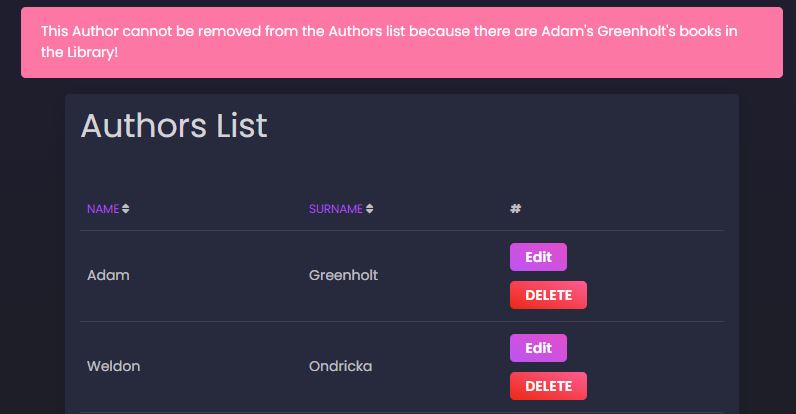 This Author cannot be removed from the Authors list because there are Adam's Greenholt's books in
the Library!
Authors List
NAME SURNAME #
Adam Greenholt Edit
DELETE
Weldon Ondricka Edit
DELETE